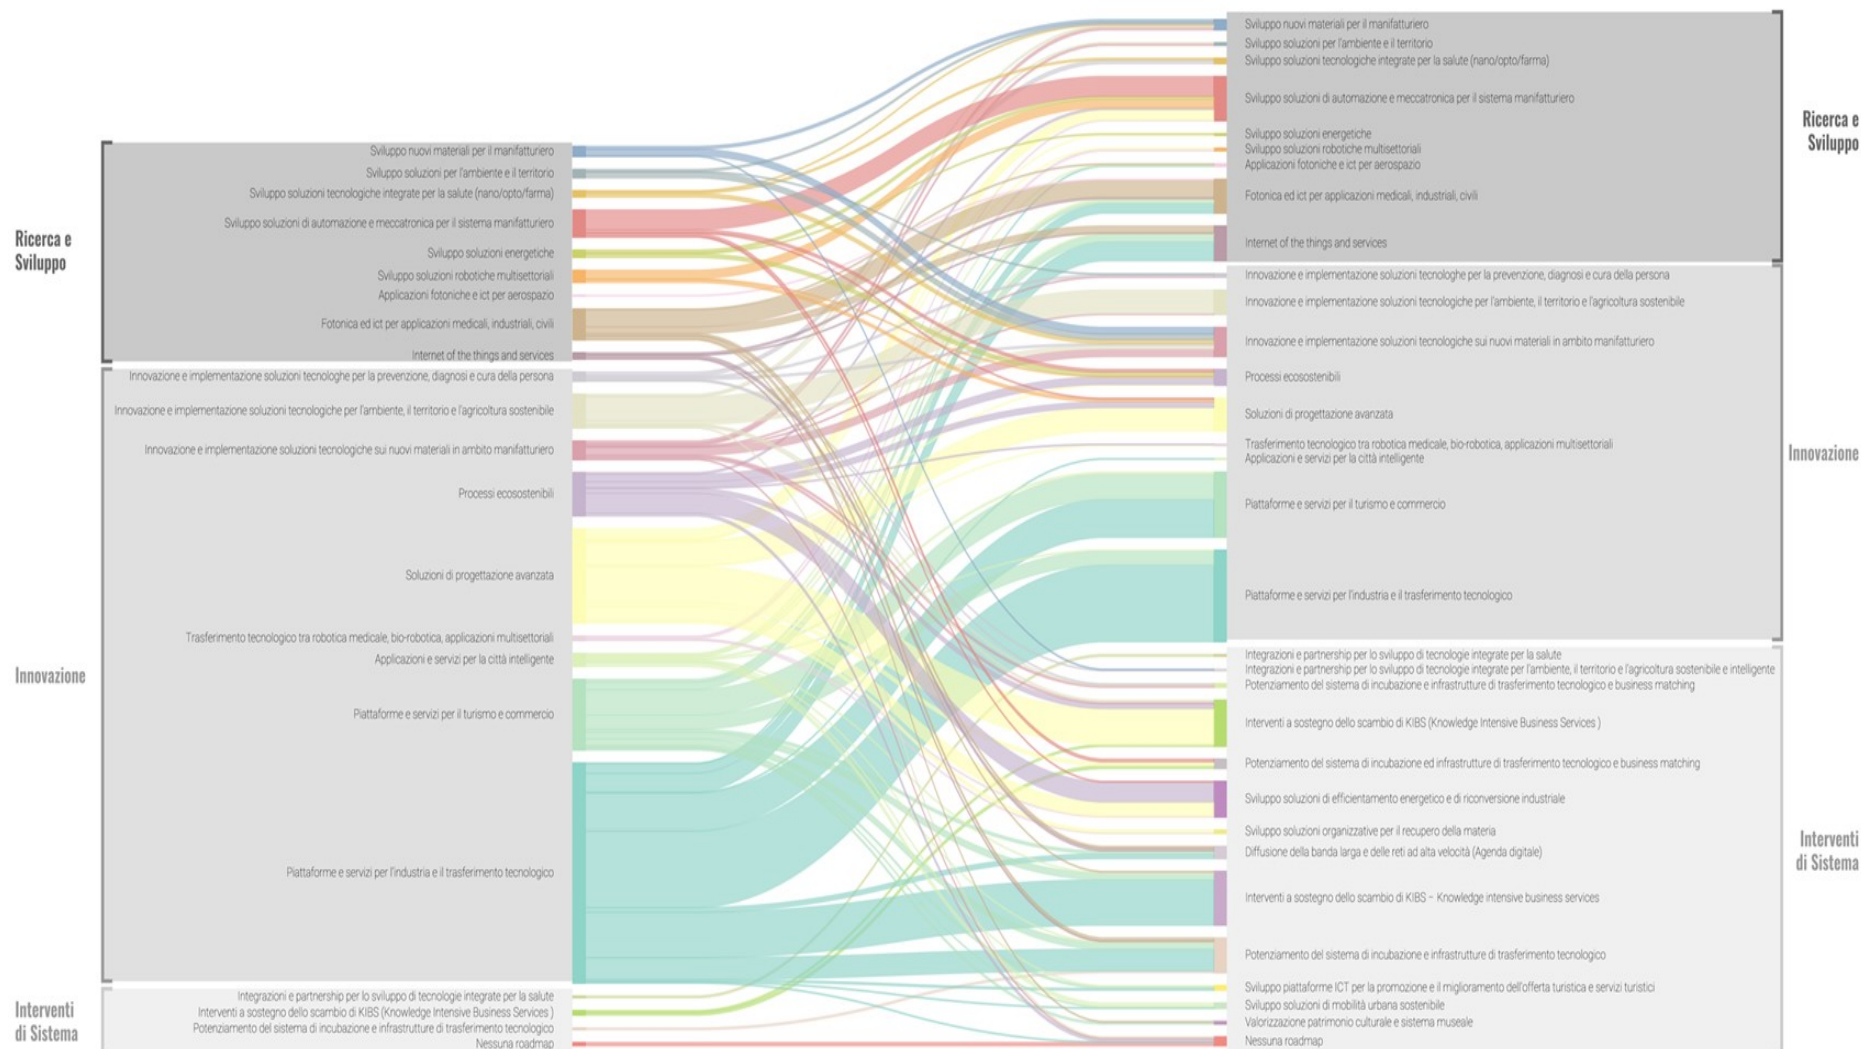 Ricerca e
Sviluppo
Sviluppo nuovi materiali per il manifatturiero
Sviluppo soluzioni per l'ambiente e il territorio
Sviluppo soluzioni tecnologiche integrate per la salute (nano/opto/farma)
Sviluppo soluzioni di automazione e meccatronica per il sistema manifatturiero
Sviluppo soluzioni energetiche
Sviluppo soluzioni robotiche multisettoriali
Applicazioni fotoniche e ict per aerospazio
Fotonica ed ict per applicazioni medicali, industriali, civili
Internet of the things and services
Innovazione
Innovazione e implementazione soluzioni tecnologhe per la prevenzione, diagnosi e cura della persona
Innovazione e implementazione soluzioni tecnologiche per l'ambiente, il territorio e l'agricoltura sostenibile
Innovazione e implementazione soluzioni tecnologiche sui nuovi materiali in ambito manifatturiero
Processi ecosostenibili
Soluzioni di progettazione avanzata
Trasferimento tecnologico tra robotica medicale, bio-robotica, applicazioni multisettoriali
Applicazioni e servizi per la città intelligente
Piattaforme e servizi per il turismo e commercio
Piattaforme e servizi per l'industria e il trasferimento tecnologico
Interventi
di Sistema
Integrazioni e partnership per lo sviluppo di tecnologie integrate per la salute
Interventi a sostegno dello scambio di KIBS (Knowledge Intensive Business Services )
Potenziamento del sistema di incubazione e infrastrutture di trasferimento tecnologico
Nessuna roadmap
Sviluppo nuovi materiali per il manifatturiero
Sviluppo soluzioni per l'ambiente e il territorio
Sviluppo soluzioni tecnologiche integrate per la salute (nano/opto/farma)
Sviluppo soluzioni di automazione e meccatronica per il sistema manifatturiero
Sviluppo soluzioni energetiche
Sviluppo soluzioni robotiche multisettoriali
Applicazioni fotoniche e ict per aerospazio
Fotonica ed ict per applicazioni medicali, industriali, civili
Internet of the things and services
Ricerca e
Sviluppo
Innovazione e implementazione soluzioni tecnologhe per la prevenzione, diagnosi e cura della persona
Innovazione e implementazione soluzioni tecnologiche per l'ambiente, il territorio e l'agricoltura sostenibile
Innovazione e implementazione soluzioni tecnologiche sui nuovi materiali in ambito manifatturiero
Processi ecosostenibili
Soluzioni di progettazione avanzata
Trasferimento tecnologico tra robotica medicale, bio-robotica, applicazioni multisettoriali
Applicazioni e servizi per la città intelligente
Piattaforme e servizi per il turismo e commercio
Piattaforme e servizi per l'industria e il trasferimento tecnologico
Innovazione
Integrazioni e partnership per lo sviluppo di tecnologie integrate per la salute
Integrazioni e partnership per lo sviluppo di tecnologie integrate per l'ambiente, il territorio e l'agricoltura sostenibile e intelligente
Potenziamento del sistema di incubazione e infrastrutture di trasferimento tecnologico e business matching
Interventi a sostegno dello scambio di KIBS (Knowledge Intensive Business Services )
Potenziamento del sistema di incubazione ed infrastrutture di trasferimento tecnologico e business matching
Sviluppo soluzioni di efficientamento energetico e di riconversione industriale
Sviluppo soluzioni organizzative per il recupero della materia
Diffusione della banda larga e delle reti ad alta velocità (Agenda digitale)
Interventi a sostegno dello scambio di KIBS – Knowledge intensive business services
Potenziamento del sistema di incubazione e infrastrutture di trasferimento tecnologico
Sviluppo piattaforme ICT per la promozione e il miglioramento dell'offerta turistica e servizi turistici
Sviluppo soluzioni di mobilità urbana sostenibile
Valorizzazione patrimonio culturale e sistema museale
Nessuna roadmap
Interventi
di Sistema